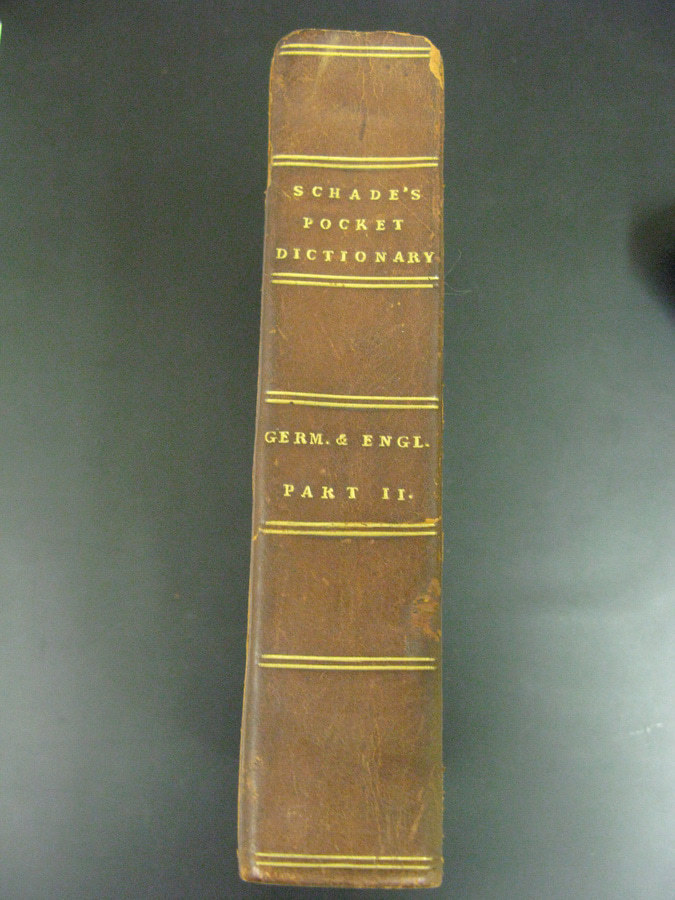 SCHADE'S
POCKET
DICTIONARY
GERM. & ENGL.
PART II.